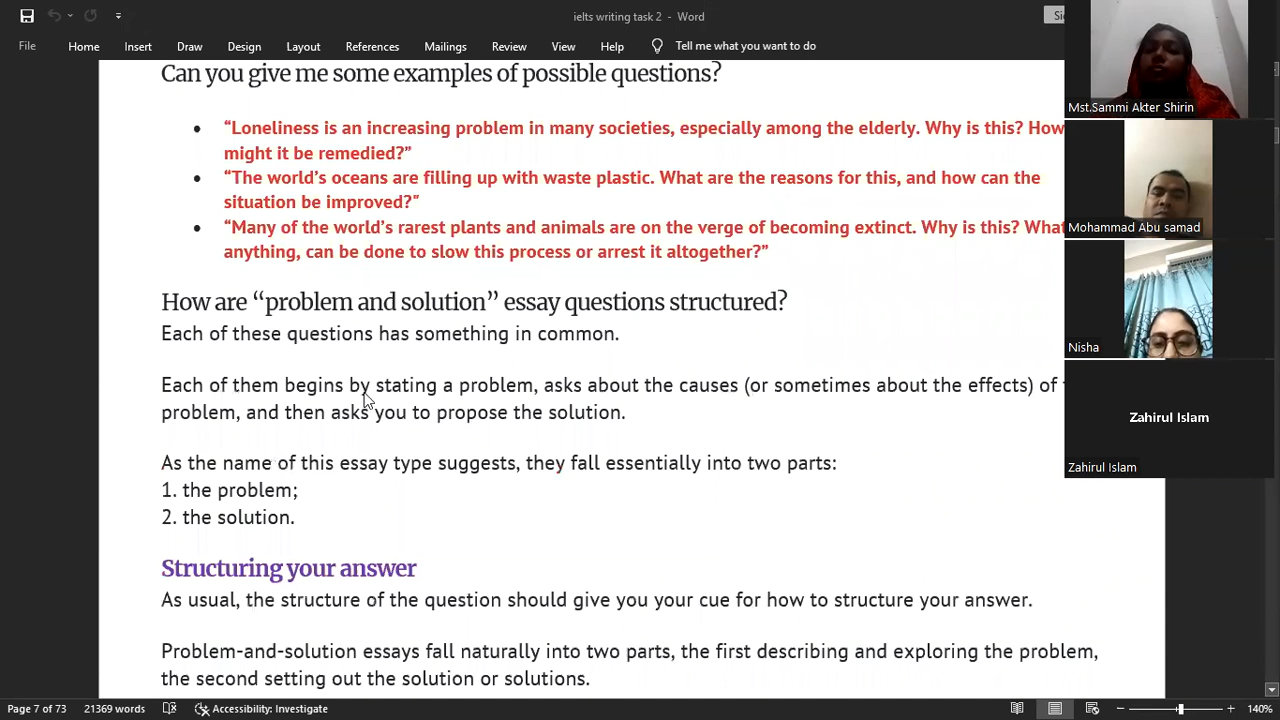 ielts writing task 2 - Word
File Home Insert Draw Design Layout References Mailings Review View Help Tell me what you want to do
Can you give me some examples of possible questions?
• “Loneliness is an increasing problem in many societies, especially among the elderly. Why is this? How
might it be remedied?”
• “The world’s oceans are filling up with waste plastic. What are the reasons for this, and how can the
situation be improved?"
• “Many of the world’s rarest plants and animals are on the verge of becoming extinct. Why is this? What
anything, can be done to slow this process or arrest it altogether?”
How are “problem and solution” essay questions structured?
Each of these questions has something in common.
Each of them begins by stating a problem, asks about the causes (or sometimes about the effects) of
problem, and then asks you to propose the solution.
As the name of this essay type suggests, they fall essentially into two parts:
1. the problem;
2. the solution.
Structuring your answer
As usual, the structure of the question should give you your cue for how to structure your answer.
Problem-and-solution essays fall naturally into two parts, the first describing and exploring the problem,
the second setting out the solution or solutions.
Mst.Sammi Akter Shirin
Mohammad Abu samad
Nisha
Zahirul Islam
Zahirul Islam
Page 7 of 73 21369 words Accessibility: Investigate 140%